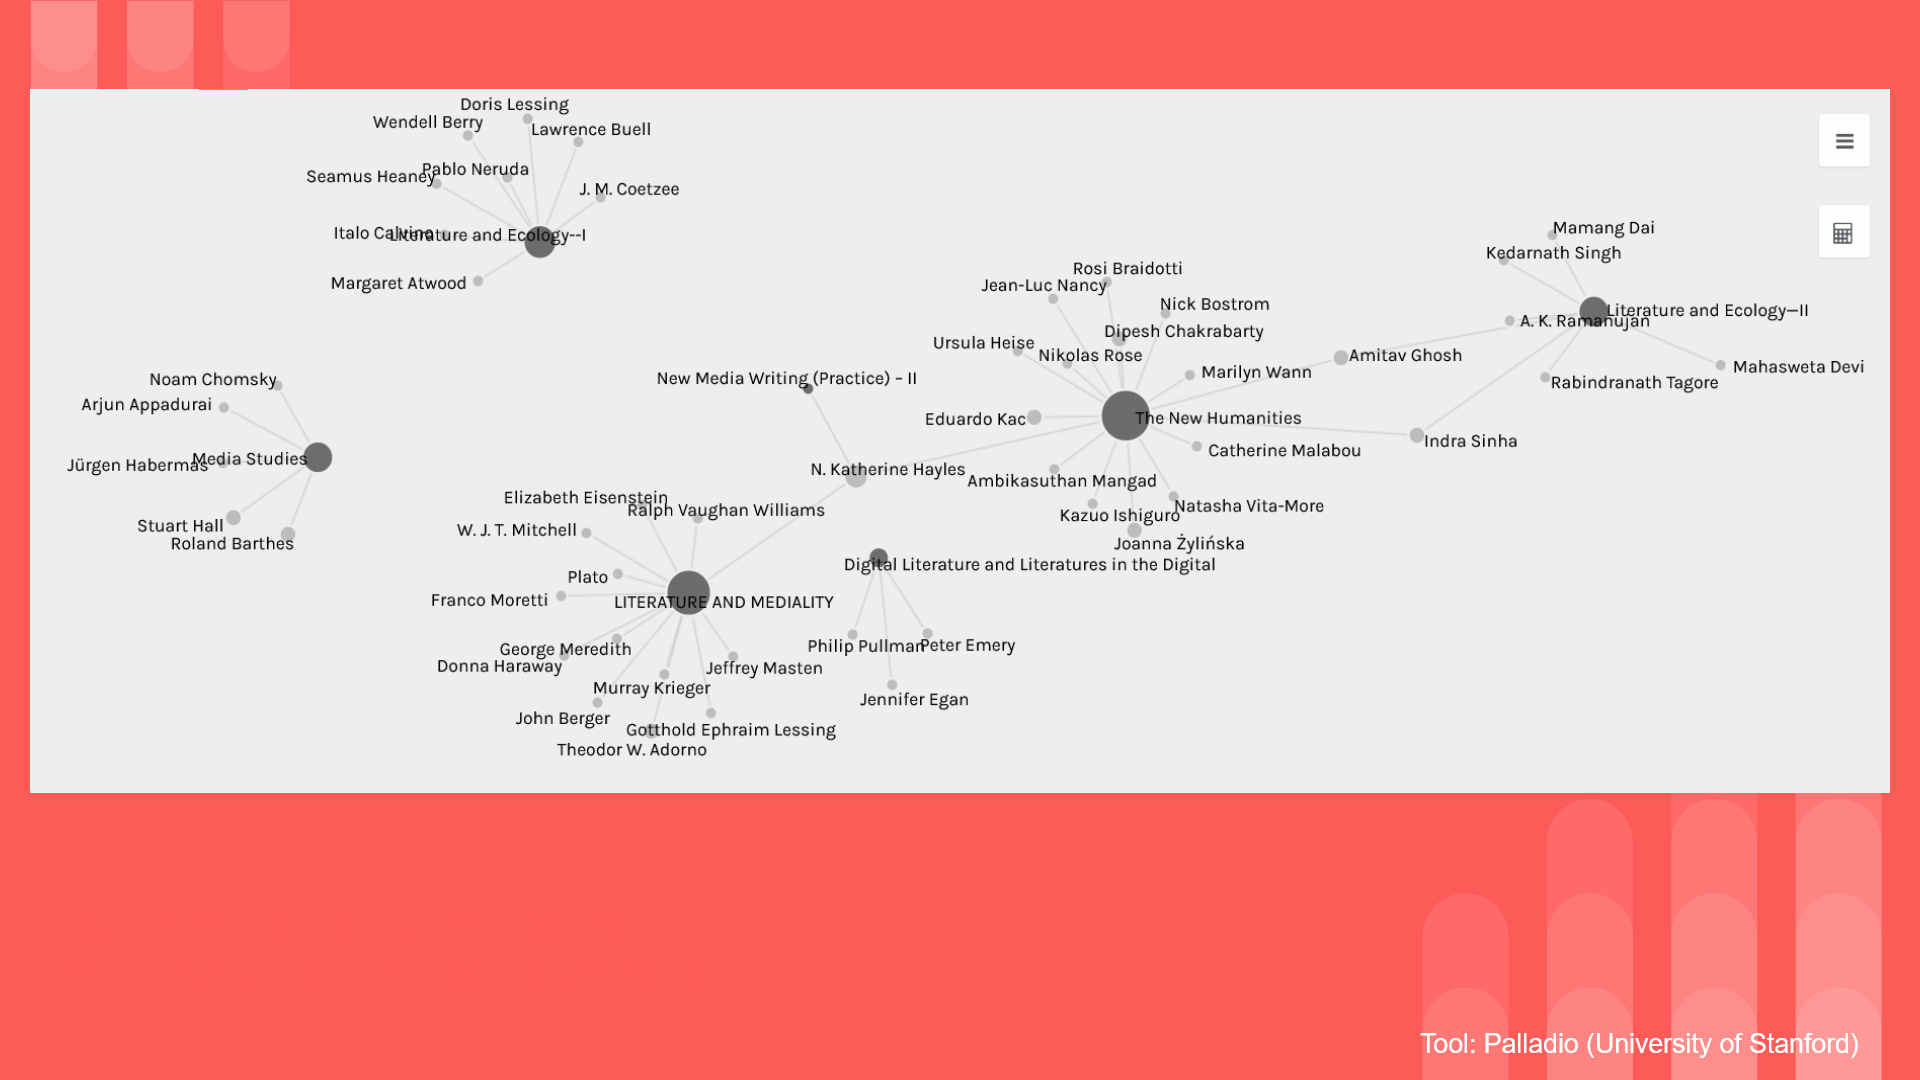 Doris Lessing
Wendell Berry
Lawrence Buell
Pablo Neruda
Seamus Heaney
J. M. Coetzee
Italo Calvino
Literature and Ecology--I
Margaret Atwood
Noam Chomsky
Arjun Appadurai
Media Studies
Jürgen Habermas
Stuart Hall
Roland Barthes
New Media Writing (Practice) – II
N. Katherine Hayles
Elizabeth Eisenstein
Ralph Vaughan Williams
W. J. T. Mitchell
Plato
Franco Moretti
LITERATURE AND MEDIALITY
George Meredith
Donna Haraway
Jeffrey Masten
Murray Krieger
John Berger
Gotthold Ephraim Lessing
Theodor W. Adorno
Digital Literature and Literatures in the Digital
Philip Pullman
Peter Emery
Jennifer Egan
Rosi Braidotti
Jean-Luc Nancy
Nick Bostrom
Dipesh Chakrabarty
Ursula Heise
Nikolas Rose
Marilyn Wann
Eduardo Kac
The New Humanities
Catherine Malabou
Ambikasuthan Mangad
Natasha Vita-More
Kazuo Ishiguro
Joanna Żylińska
Amitav Ghosh
Indra Sinha
Mamang Dai
Kedarnath Singh
Literature and Ecology—II
A. K. Ramanujan
Mahasweta Devi
Rabindranath Tagore
Tool: Palladio (University of Stanford)